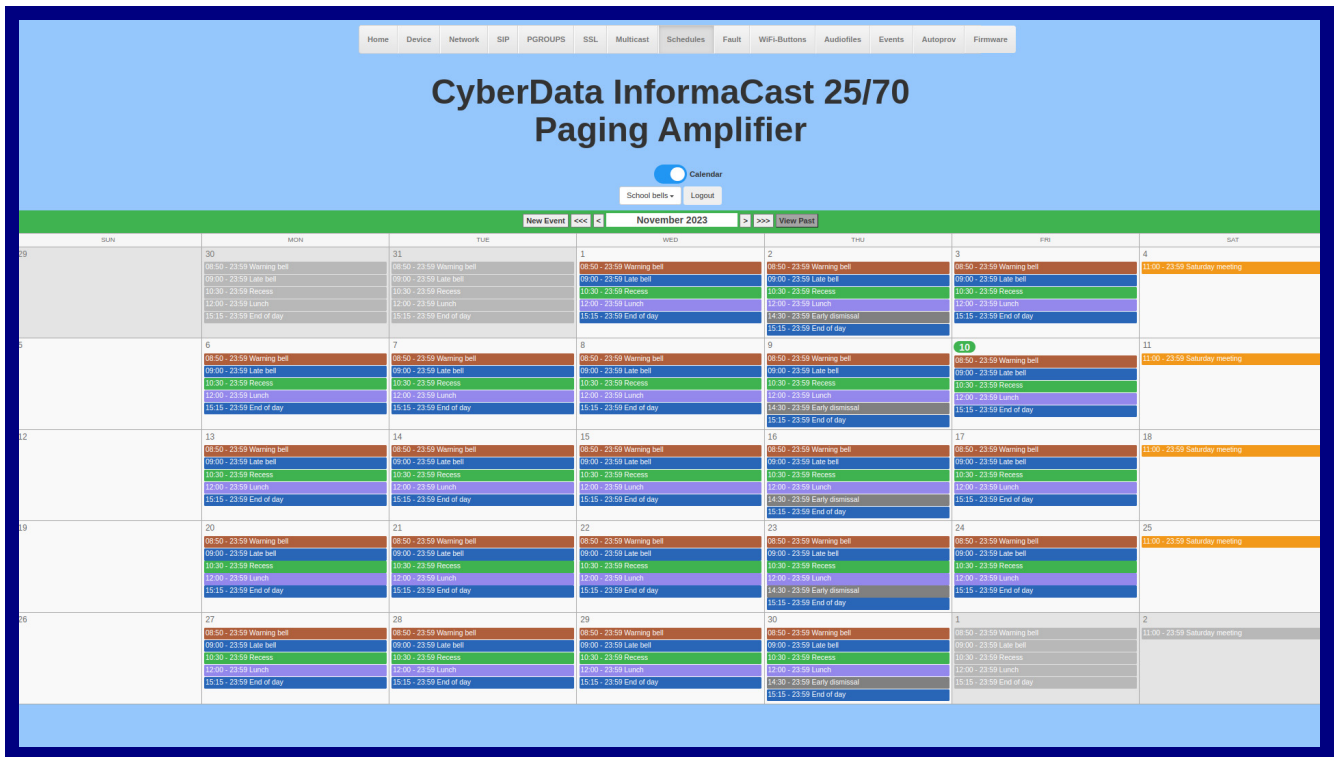 Home Device Network SIP PGROUPS SSL Multicast Schedules Fault WiFi-Buttons Audiofiles Events Autoprov Firmware
CyberData InformaCast 25/70
Paging Amplifier
Calendar
School bells Logout
New Event <<< < November 2023 > >>> View Past
SUN MON TUE WED THU FRI SAT
29 30 31 1 2 3 4
08:50 - 23:59 Warning bell 08:50 - 23:59 Warning bell 08:50 - 23:59 Warning bell 08:50 - 23:59 Warning bell 08:50 - 23:59 Warning bell 11:00 - 23:59 Saturday meeting
09:00 - 23:59 Late bell 09:00 - 23:59 Late bell 09:00 - 23:59 Late bell 09:00 - 23:59 Late bell 09:00 - 23:59 Late bell
10:30 - 23:59 Recess 10:30 - 23:59 Recess 10:30 - 23:59 Recess 10:30 - 23:59 Recess 10:30 - 23:59 Recess
12:00 - 23:59 Lunch 12:00 - 23:59 Lunch 12:00 - 23:59 Lunch 12:00 - 23:59 Lunch 12:00 - 23:59 Lunch
15:15 - 23:59 End of day 15:15 - 23:59 End of day 15:15 - 23:59 End of day 14:30 - 23:59 Early dismissal 15:15 - 23:59 End of day
15:15 - 23:59 End of day
5 6 7 8 9 10 11
08:50 - 23:59 Warning bell 08:50 - 23:59 Warning bell 08:50 - 23:59 Warning bell 08:50 - 23:59 Warning bell 08:50 - 23:59 Warning bell 11:00 - 23:59 Saturday meeting
09:00 - 23:59 Late bell 09:00 - 23:59 Late bell 09:00 - 23:59 Late bell 09:00 - 23:59 Late bell 09:00 - 23:59 Late bell
10:30 - 23:59 Recess 10:30 - 23:59 Recess 10:30 - 23:59 Recess 10:30 - 23:59 Recess 10:30 - 23:59 Recess
12:00 - 23:59 Lunch 12:00 - 23:59 Lunch 12:00 - 23:59 Lunch 12:00 - 23:59 Lunch 12:00 - 23:59 Lunch
15:15 - 23:59 End of day 15:15 - 23:59 End of day 15:15 - 23:59 End of day 14:30 - 23:59 Early dismissal 15:15 - 23:59 End of day
15:15 - 23:59 End of day
12 13 14 15 16 17 18
08:50 - 23:59 Warning bell 08:50 - 23:59 Warning bell 08:50 - 23:59 Warning bell 08:50 - 23:59 Warning bell 08:50 - 23:59 Warning bell 11:00 - 23:59 Saturday meeting
09:00 - 23:59 Late bell 09:00 - 23:59 Late bell 09:00 - 23:59 Late bell 09:00 - 23:59 Late bell 09:00 - 23:59 Late bell
10:30 - 23:59 Recess 10:30 - 23:59 Recess 10:30 - 23:59 Recess 10:30 - 23:59 Recess 10:30 - 23:59 Recess
12:00 - 23:59 Lunch 12:00 - 23:59 Lunch 12:00 - 23:59 Lunch 12:00 - 23:59 Lunch 12:00 - 23:59 Lunch
15:15 - 23:59 End of day 15:15 - 23:59 End of day 15:15 - 23:59 End of day 14:30 - 23:59 Early dismissal 15:15 - 23:59 End of day
15:15 - 23:59 End of day
19 20 21 22 23 24 25
08:50 - 23:59 Warning bell 08:50 - 23:59 Warning bell 08:50 - 23:59 Warning bell 08:50 - 23:59 Warning bell 08:50 - 23:59 Warning bell 11:00 - 23:59 Saturday meeting
09:00 - 23:59 Late bell 09:00 - 23:59 Late bell 09:00 - 23:59 Late bell 09:00 - 23:59 Late bell 09:00 - 23:59 Late bell
10:30 - 23:59 Recess 10:30 - 23:59 Recess 10:30 - 23:59 Recess 10:30 - 23:59 Recess 10:30 - 23:59 Recess
12:00 - 23:59 Lunch 12:00 - 23:59 Lunch 12:00 - 23:59 Lunch 12:00 - 23:59 Lunch 12:00 - 23:59 Lunch
15:15 - 23:59 End of day 15:15 - 23:59 End of day 15:15 - 23:59 End of day 14:30 - 23:59 Early dismissal 15:15 - 23:59 End of day
15:15 - 23:59 End of day
26 27 28 29 30 1 2
08:50 - 23:59 Warning bell 08:50 - 23:59 Warning bell 08:50 - 23:59 Warning bell 08:50 - 23:59 Warning bell 08:50 - 23:59 Warning bell 11:00 - 23:59 Saturday meeting
09:00 - 23:59 Late bell 09:00 - 23:59 Late bell 09:00 - 23:59 Late bell 09:00 - 23:59 Late bell 09:00 - 23:59 Late bell
10:30 - 23:59 Recess 10:30 - 23:59 Recess 10:30 - 23:59 Recess 10:30 - 23:59 Recess 10:30 - 23:59 Recess
12:00 - 23:59 Lunch 12:00 - 23:59 Lunch 12:00 - 23:59 Lunch 12:00 - 23:59 Lunch 12:00 - 23:59 Lunch
15:15 - 23:59 End of day 15:15 - 23:59 End of day 15:15 - 23:59 End of day 14:30 - 23:59 Early dismissal 15:15 - 23:59 End of day
15:15 - 23:59 End of day